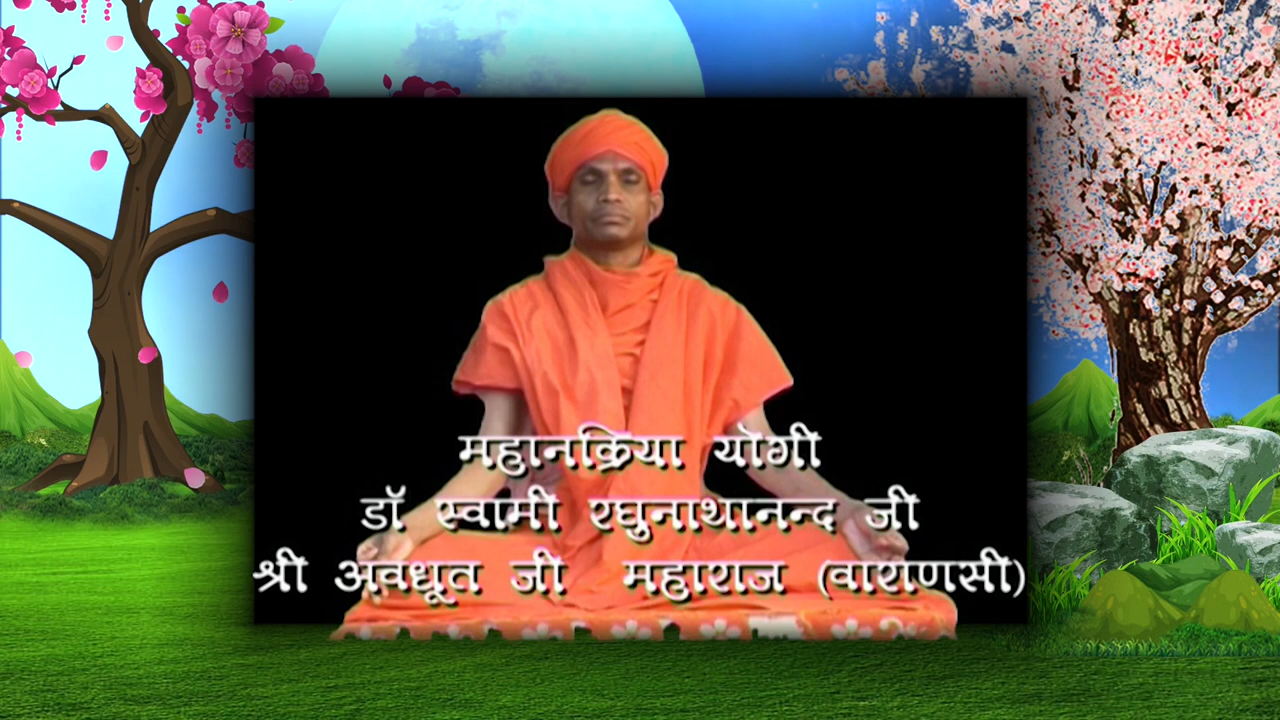 महानक्रिया योगी
डॉ स्वामी रघुनाथानन्द जी
श्री अवधूत जी महाराज (वाराणसी)